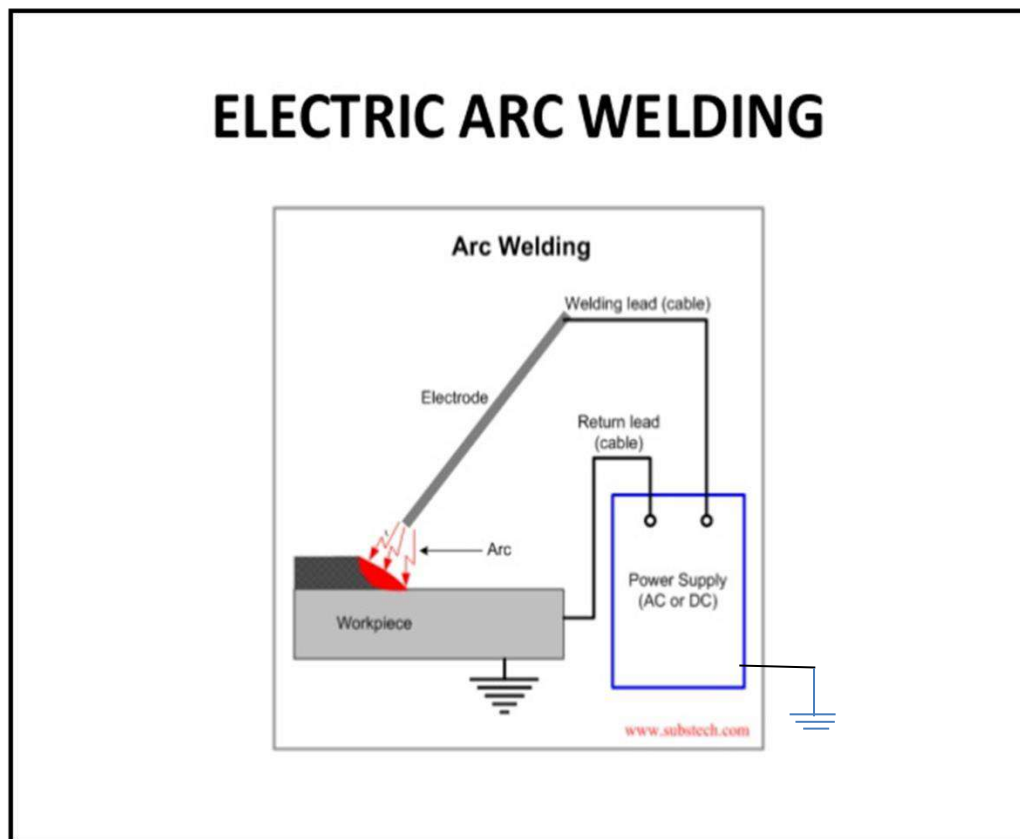 ELECTRIC ARC WELDING
Arc Welding
Welding lead (cable)
Electrode
Return lead
(cable)
Arc
Power Supply
(AC or DC)
Workpiece
www.substech.com